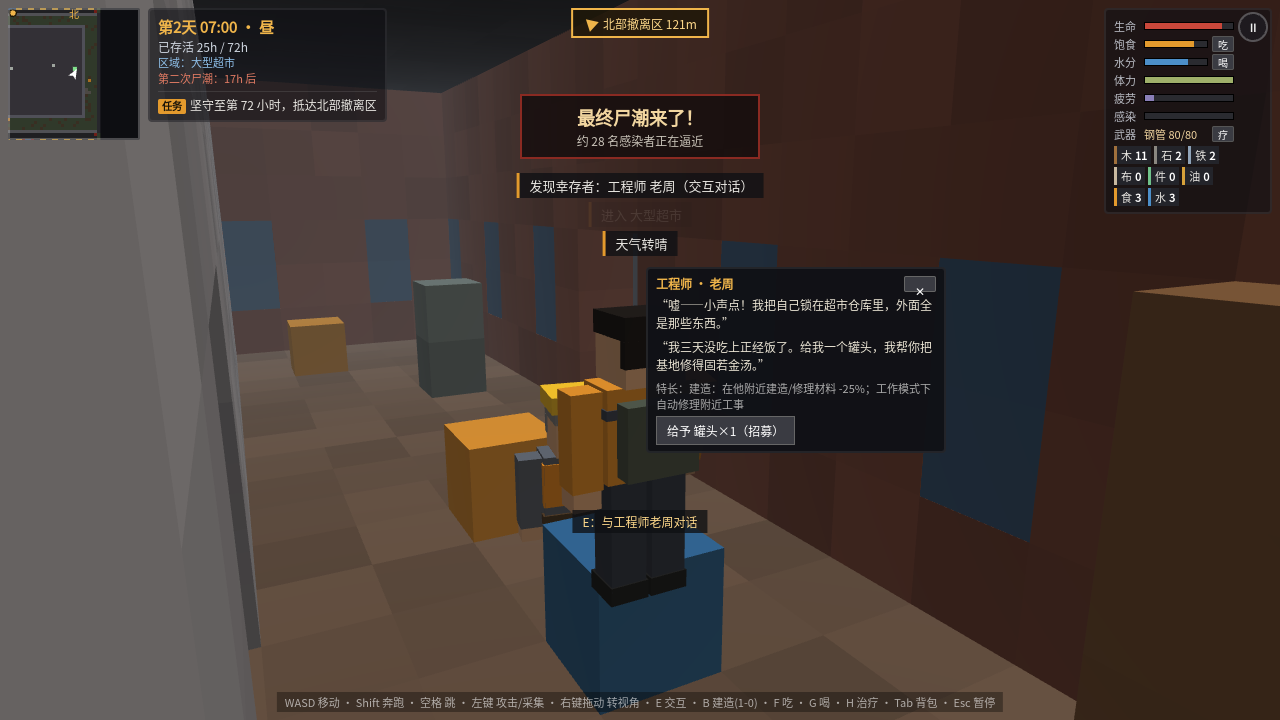 北
第2天 07:00 · 昼
已存活 25h / 72h
区域: 大型超市
第二次尸潮: 17h 后
任务 坚守至第 72 小时，抵达北部撤离区
北部撤离区 121m
最终尸潮来了!
约 28 名感染者正在逼近
发现幸存者: 工程师 老周（交互对话）
进入 大型超市
天气转晴
工程师 · 老周
×
“嘘——小声点! 我把自己锁在超市仓库里，外面全
是那些东西。”
“我三天没吃上正经饭了。给我一个罐头，我帮你把
基地修得固若金汤。”
特长: 建造: 在他附近建造/修理材料 -25%; 工作模式下
自动修理附近工事
给予 罐头×1（招募）
E: 与工程师老周对话
生命
饱食 吃
水分 喝
体力
疲劳
感染
武器 钢管 80/80 疗
木 11 石 2 铁 2
布 0 件 0 油 0
食 3 水 3
WASD 移动 · Shift 奔跑 · 空格 跳 · 左键 攻击/采集 · 右键拖动 转视角 · E 交互 · B 建造(1-0) · F 吃 · G 喝 · H 治疗 · Tab 背包 · Esc 暂停